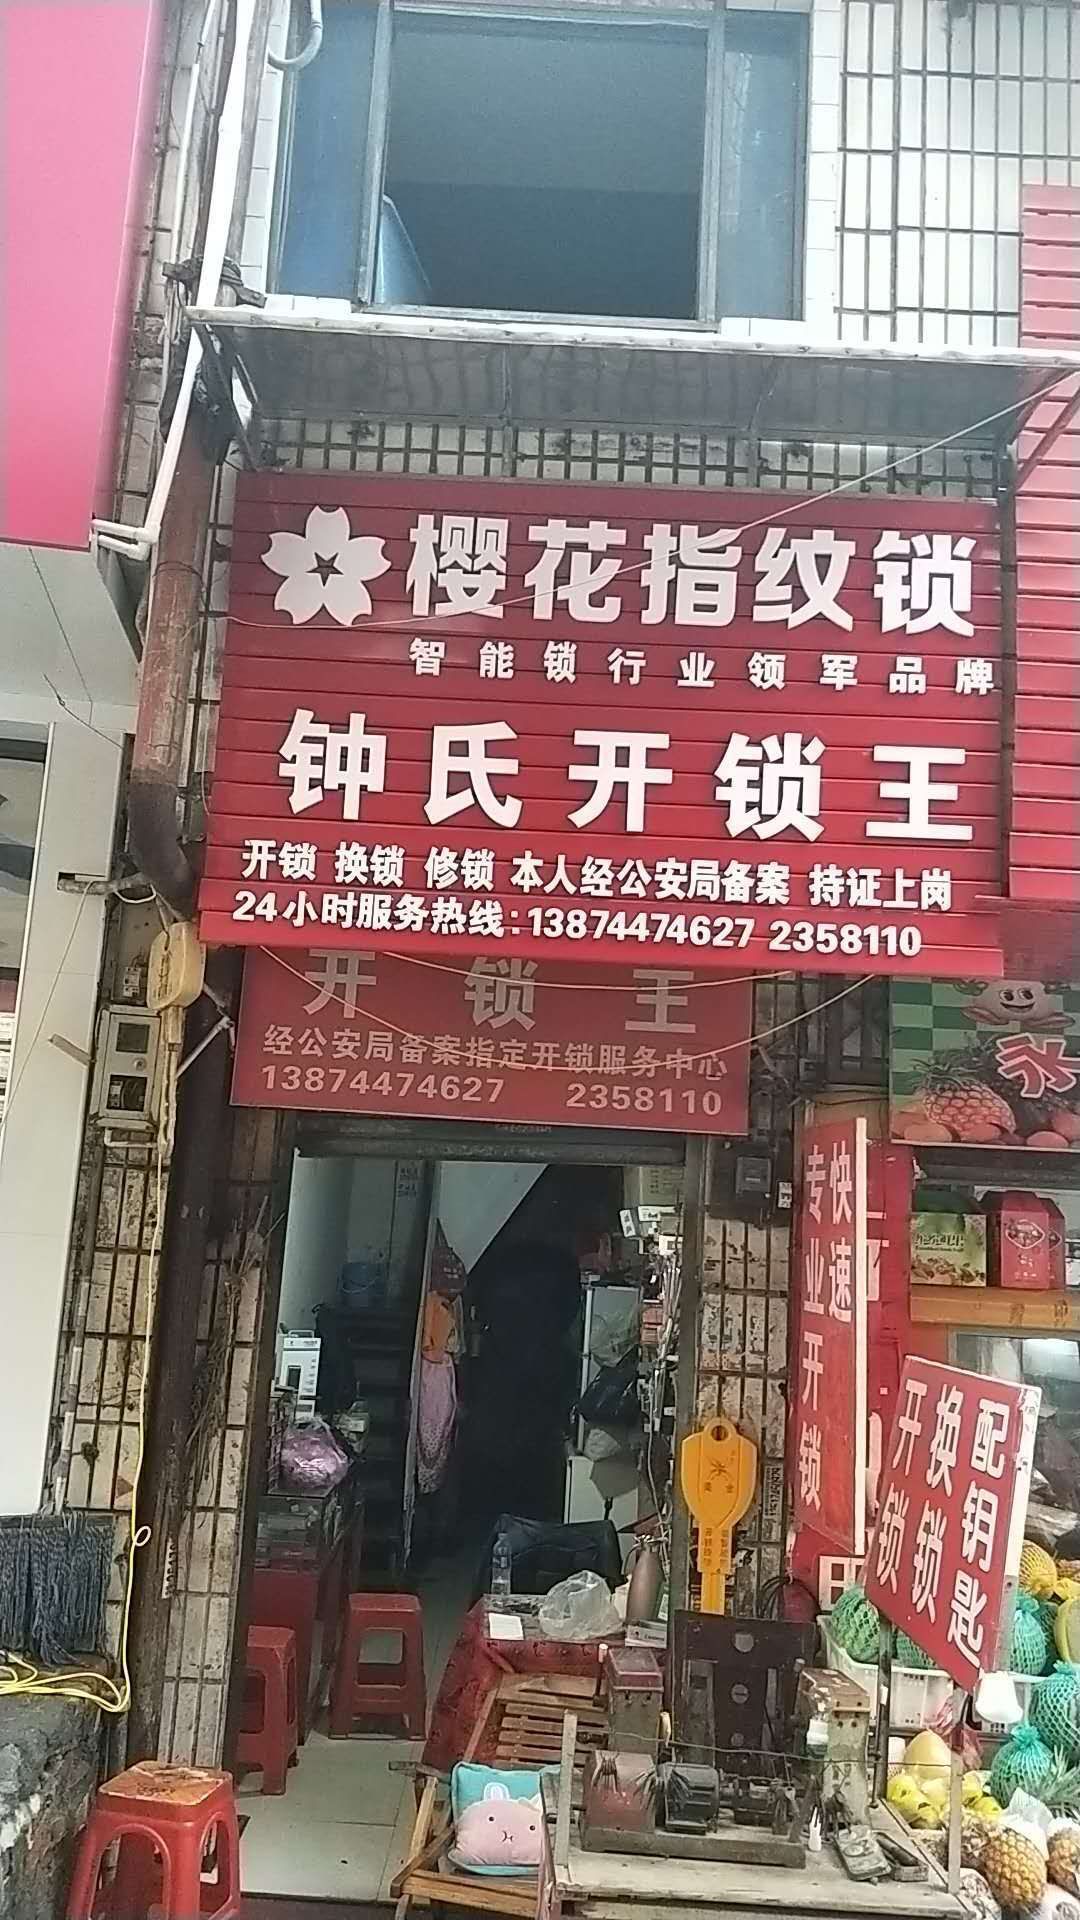 樱花指纹锁
智能锁行业领军品牌
钟氏开锁王
开锁 换锁 修锁 本人经公安局备案 持证上岗
24小时服务热线:13874474627 2358110
开锁王
经公安局备案指定开锁服务中心
13874474627 2358110
永
快速
专业开锁
配钥匙
换锁
开锁